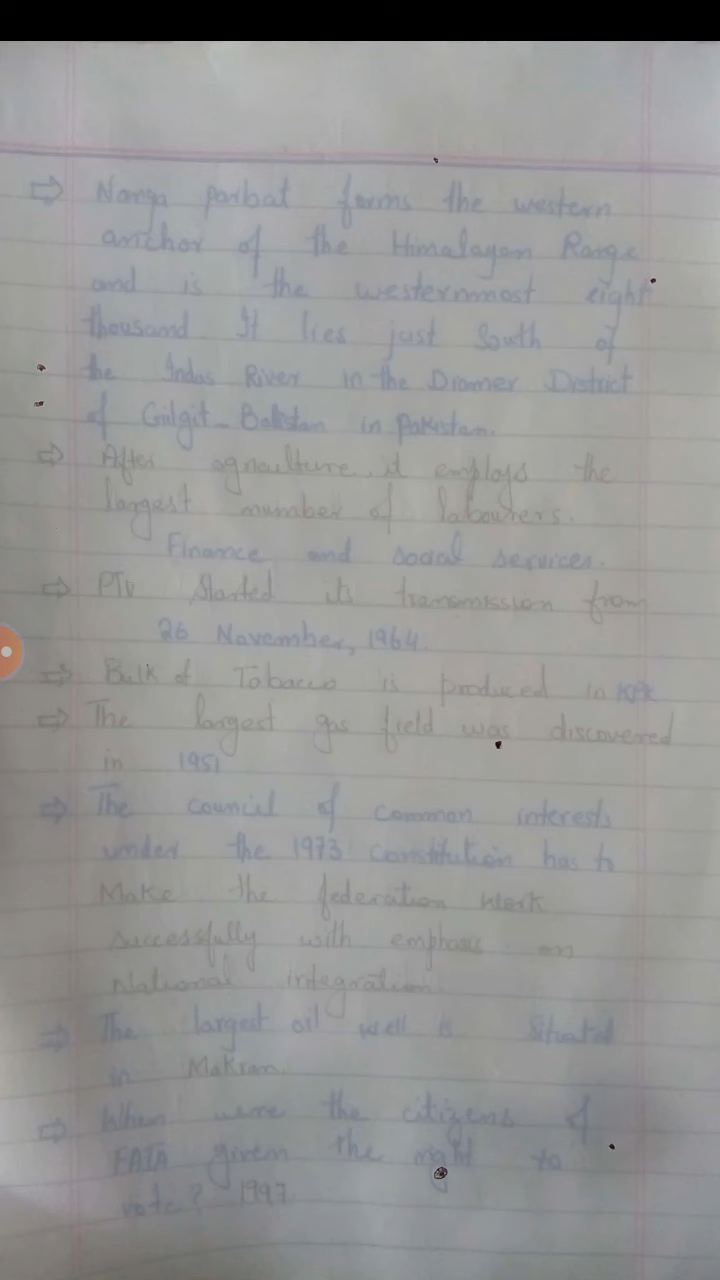 ⇨ Nanga parbat forms the western
anchor of the Himalayan Range
and is the westernmost eight
thousand It lies just South of
the Indus River in the Diamer District
of Gilgit-Baltistan in pakistan.
⇨ After agriculture, it employs the
largest number of labourers.
Finance and social services.
⇨ PTV Started its transmission from
26 November, 1964.
⇨ Bulk of Tobacco is produced in KPK
⇨ The largest gas field was discovered
in 1951
⇨ The council of common interests
under the 1973 constitution has to
Make the federation work
successfully with emphasis on
National integration
⇨ The largest oil well is Situated
in Makran.
⇨ When were the citizens of
FATA given the right to
vote? 1997